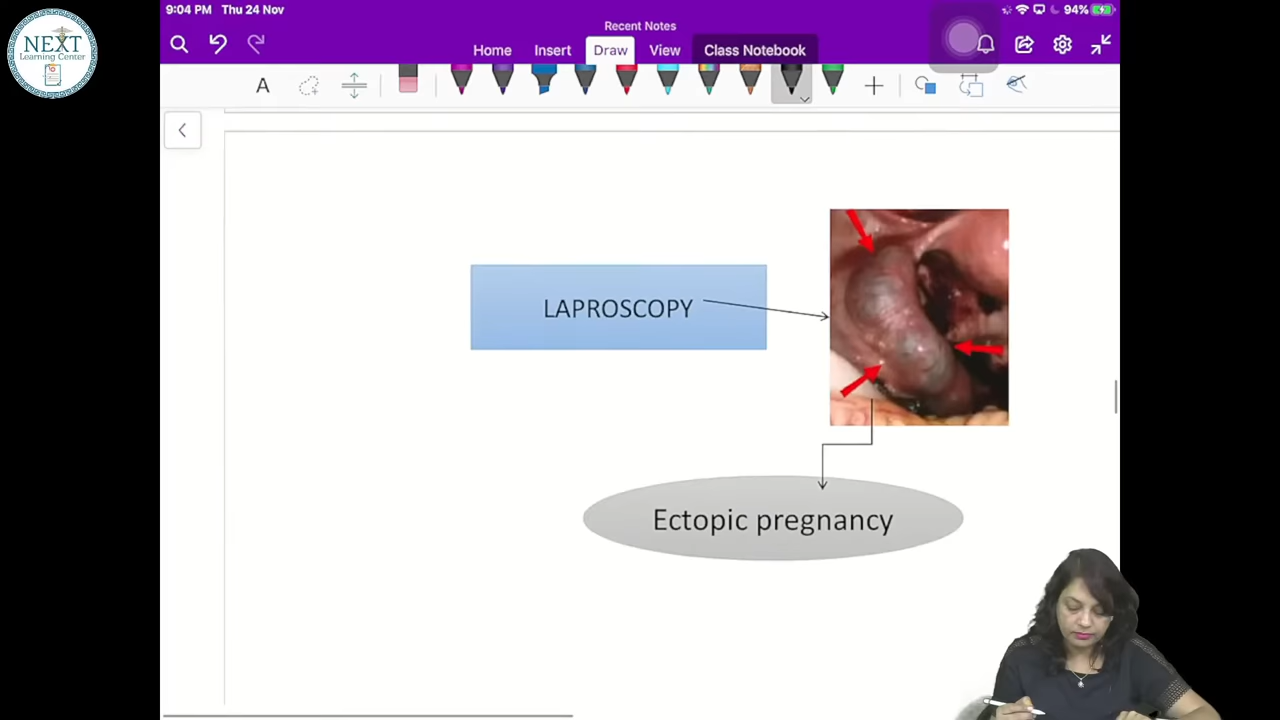 9:04 PM Thu 24 Nov
94%
Recent Notes
Home Insert Draw View Class Notebook
A
NEXT
Learning Center
LAPROSCOPY
Ectopic pregnancy